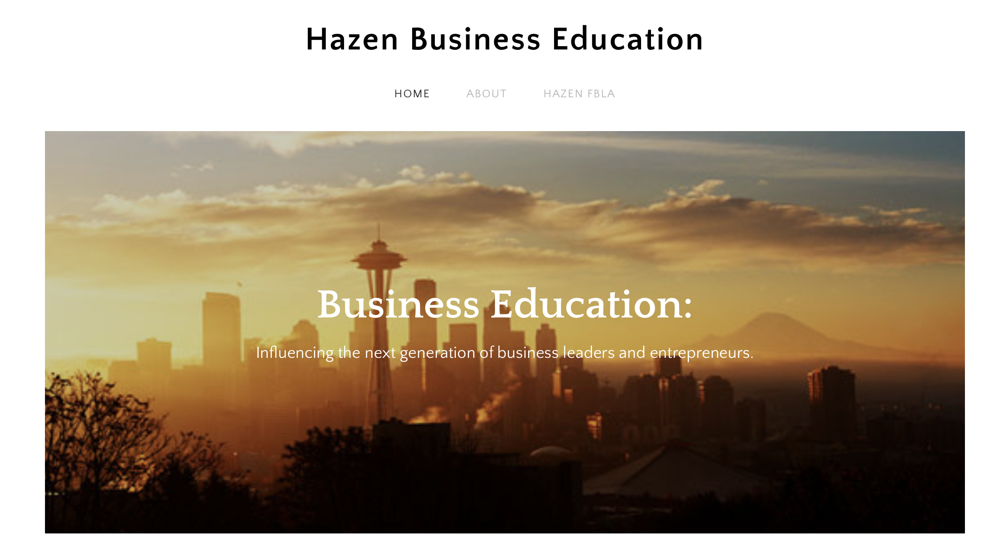 Hazen Business Education
HOME ABOUT HAZEN FBLA
Business Education:
Influencing the next generation of business leaders and entrepreneurs.